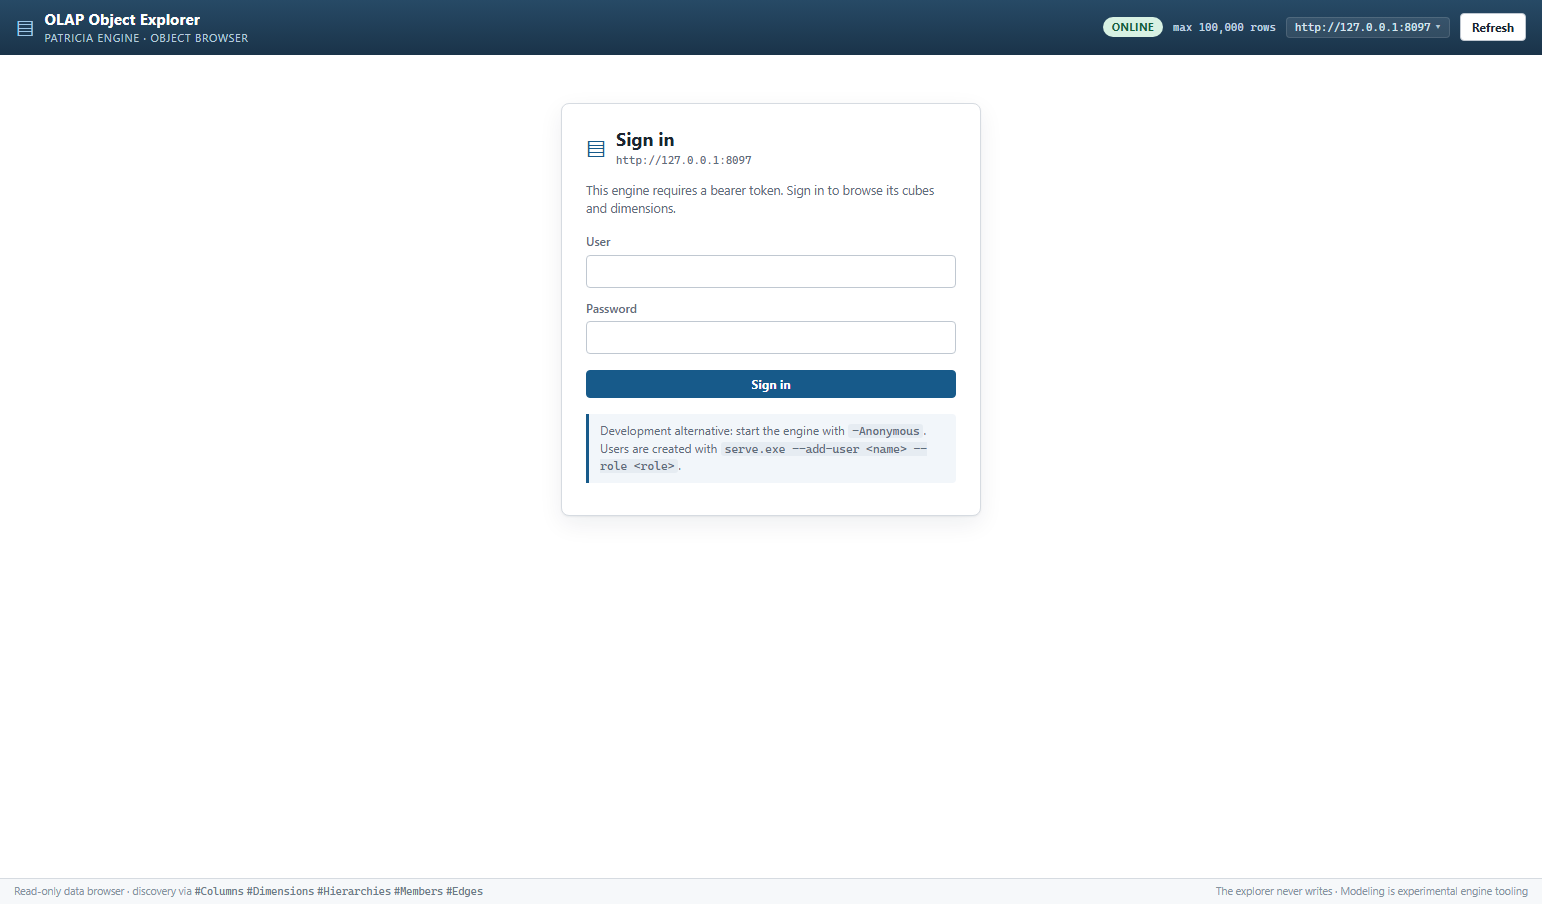 OLAP Object Explorer
PATRICIA ENGINE · OBJECT BROWSER
ONLINE
max 100,000 rows
http://127.0.0.1:8097
Refresh
Sign in
http://127.0.0.1:8097
This engine requires a bearer token. Sign in to browse its cubes
and dimensions.
User
Password
Sign in
Development alternative: start the engine with -Anonymous.
Users are created with serve.exe --add-user <name> --
role <role>.
Read-only data browser · discovery via #Columns #Dimensions #Hierarchies #Members #Edges
The explorer never writes · Modeling is experimental engine tooling